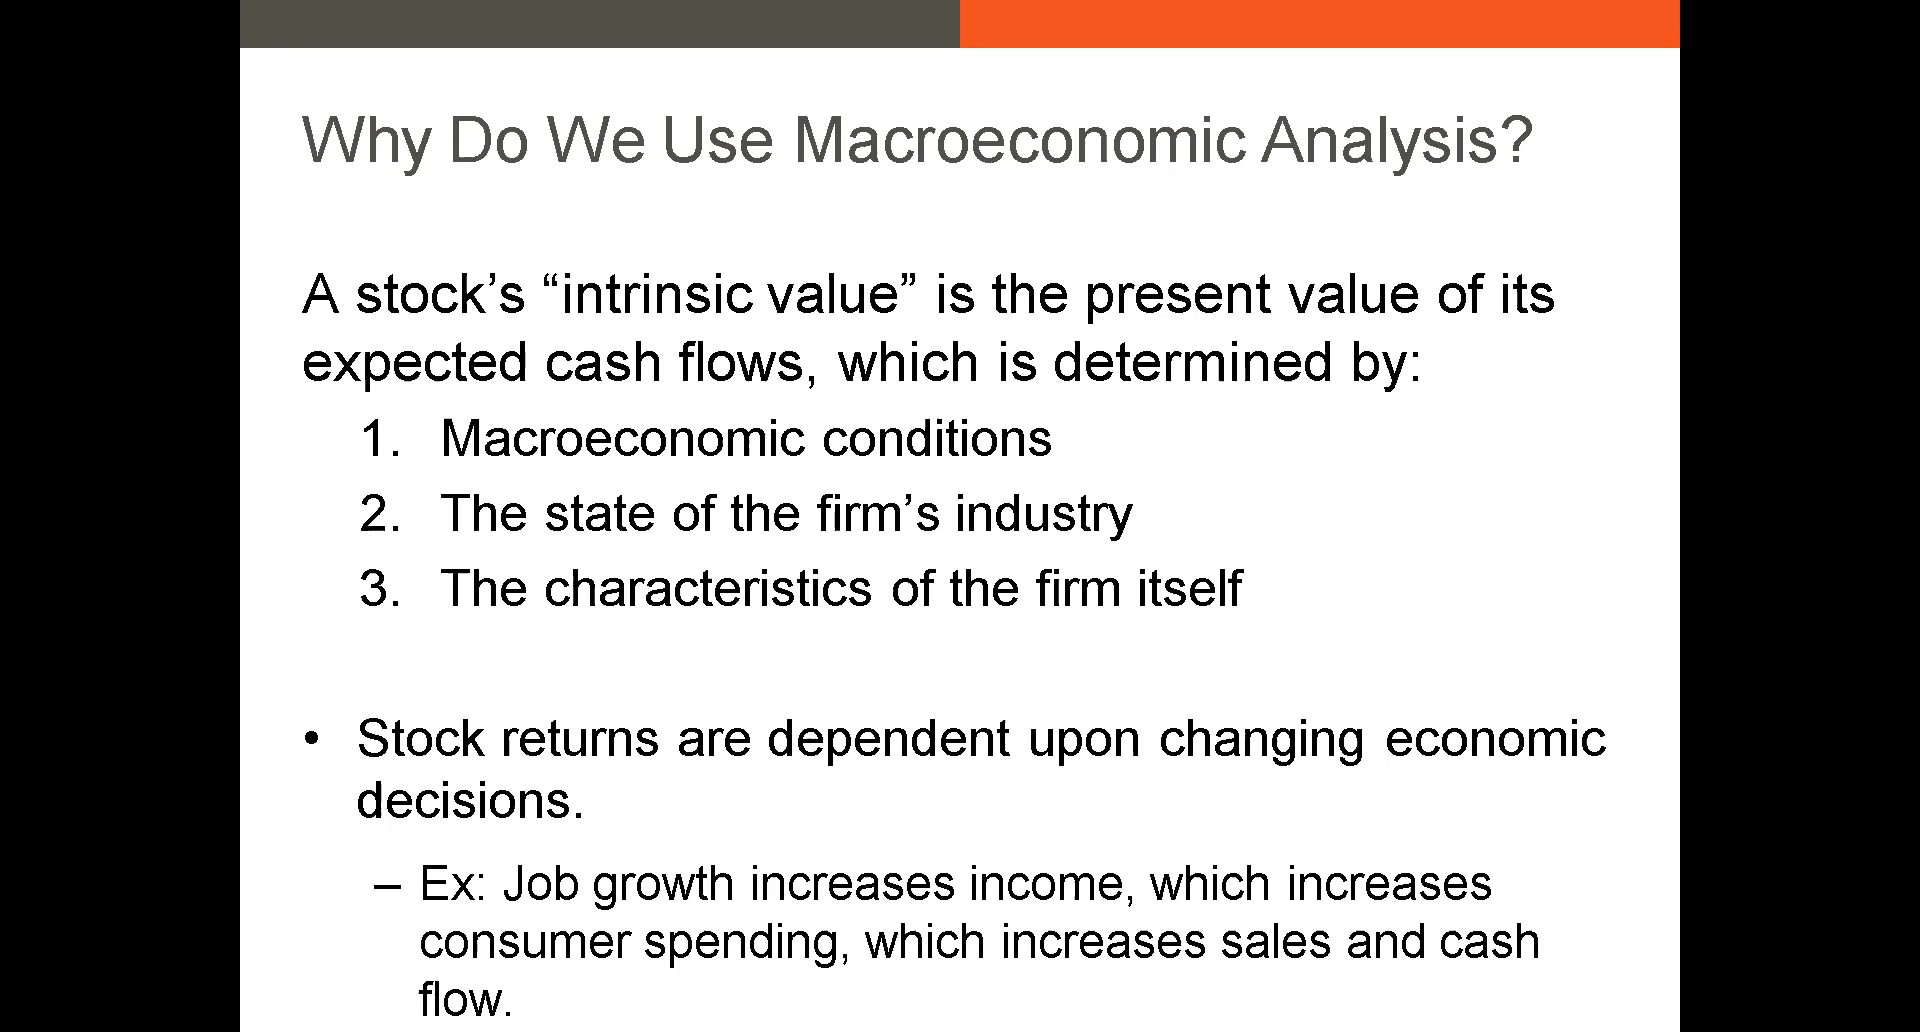 Why Do We Use Macroeconomic Analysis?
A stock’s “intrinsic value” is the present value of its
expected cash flows, which is determined by:
1. Macroeconomic conditions
2. The state of the firm’s industry
3. The characteristics of the firm itself
• Stock returns are dependent upon changing economic
decisions.
– Ex: Job growth increases income, which increases
consumer spending, which increases sales and cash
flow.